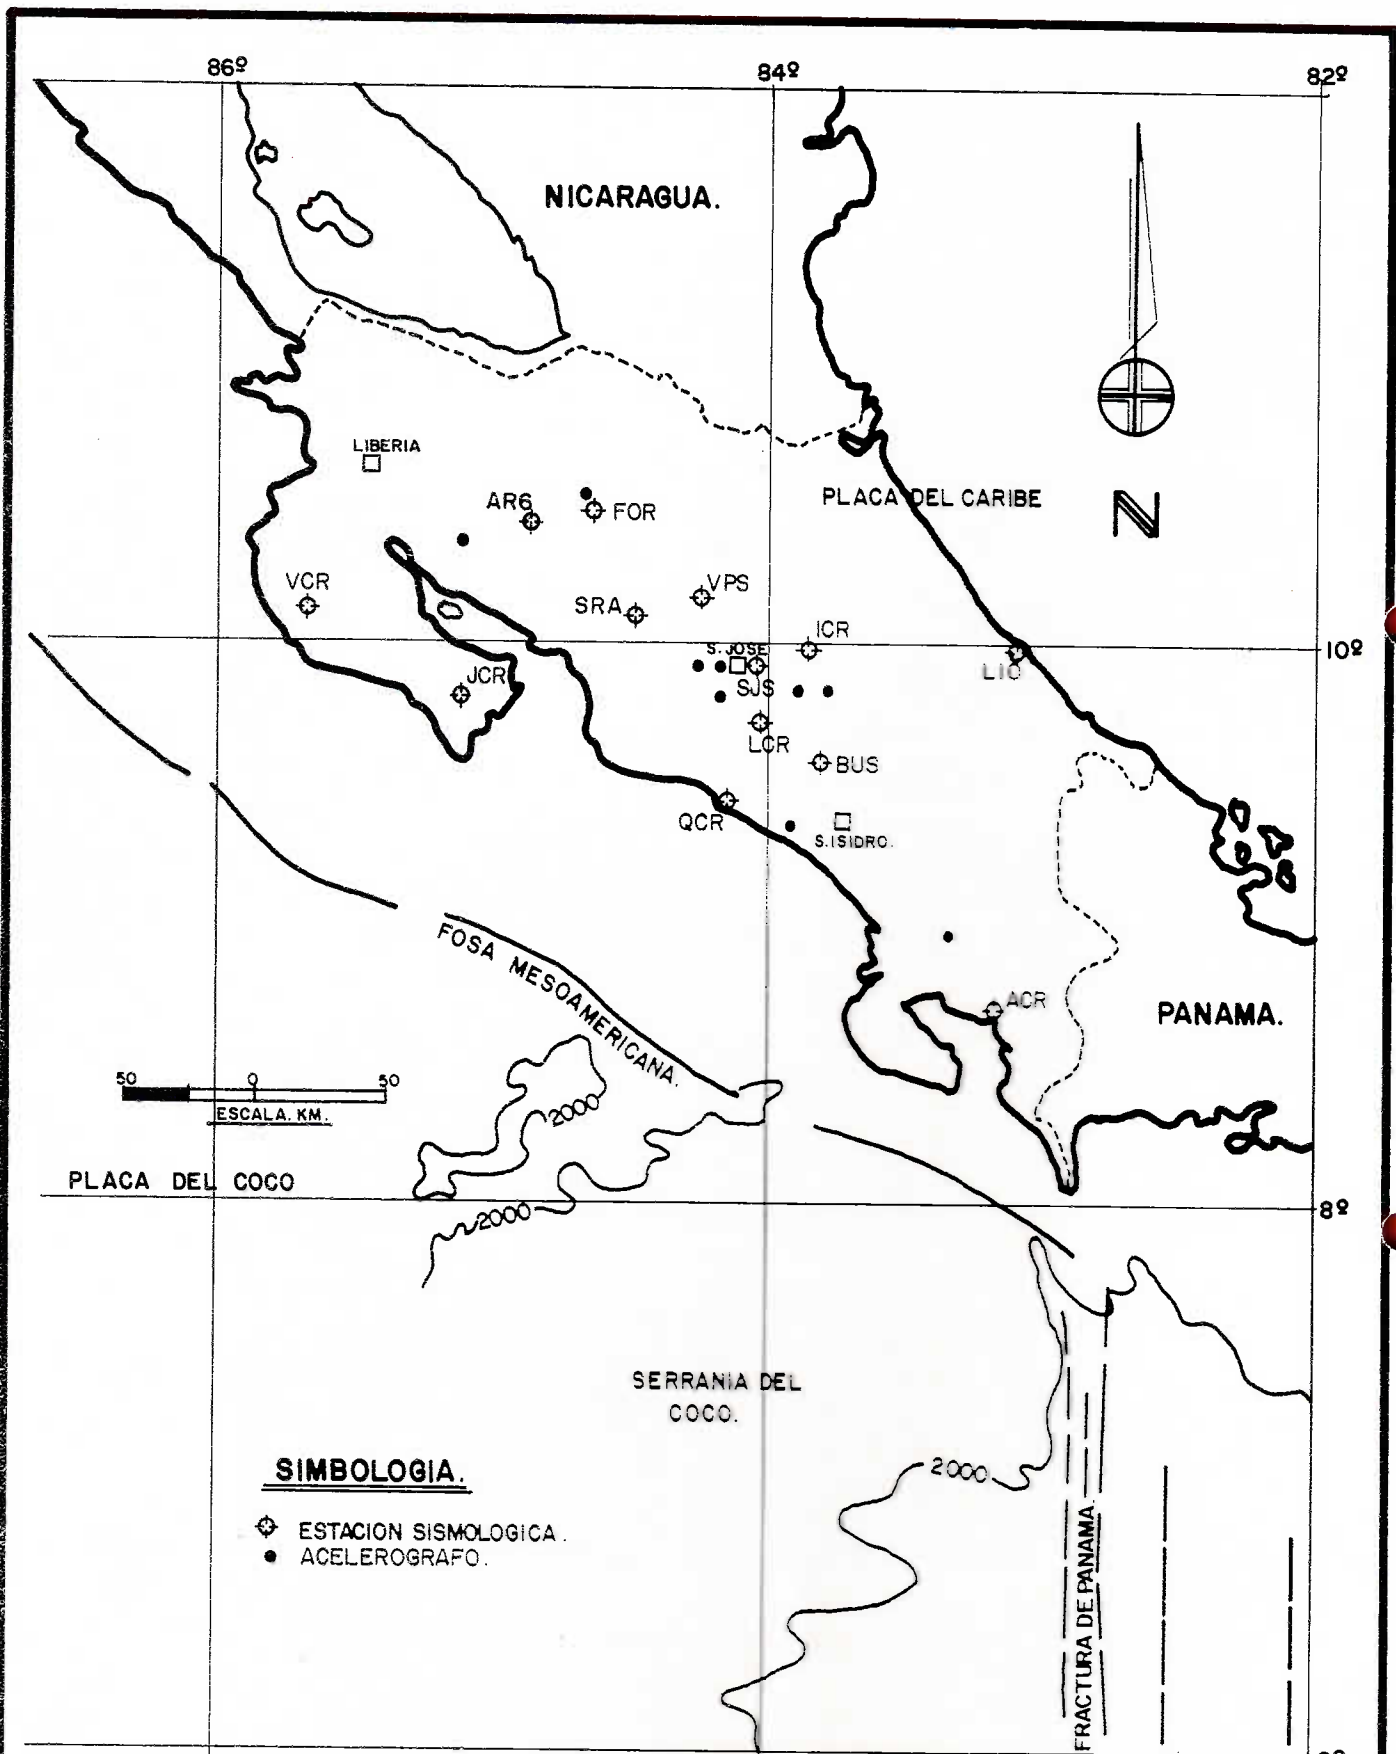 86º 84º 82º
NICARAGUA.
LIBERIA
AR6
FOR
PLACA DEL CARIBE
N
VCR
SRA
VPS
ICR
10º
S. JOSE
SJS
LIO
JCR
LCR
BUS
QCR
S. ISIDRO.
FOSA MESOAMERICANA.
ACR
PANAMA.
50 0 50
ESCALA. KM.
2000
PLACA DEL COCO
8º
2000
SERRANIA DEL
COCO.
2000
SIMBOLOGIA.
ESTACION SISMOLOGICA.
ACELEROGRAFO.
FRACTURA DE PANAMA.